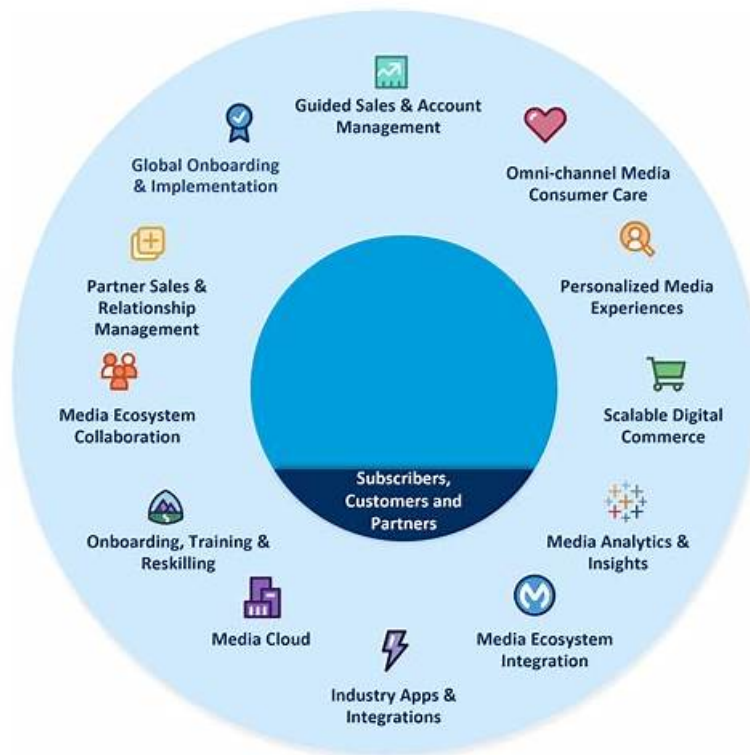 Guided Sales & Account
Management
Omni-channel Media
Consumer Care
Personalized Media
Experiences
Scalable Digital
Commerce
Media Analytics &
Insights
Media Ecosystem
Integration
Industry Apps &
Integrations
Media Cloud
Onboarding, Training &
Reskilling
Media Ecosystem
Collaboration
Partner Sales &
Relationship
Management
Global Onboarding
& Implementation
Subscribers,
Customers and
Partners